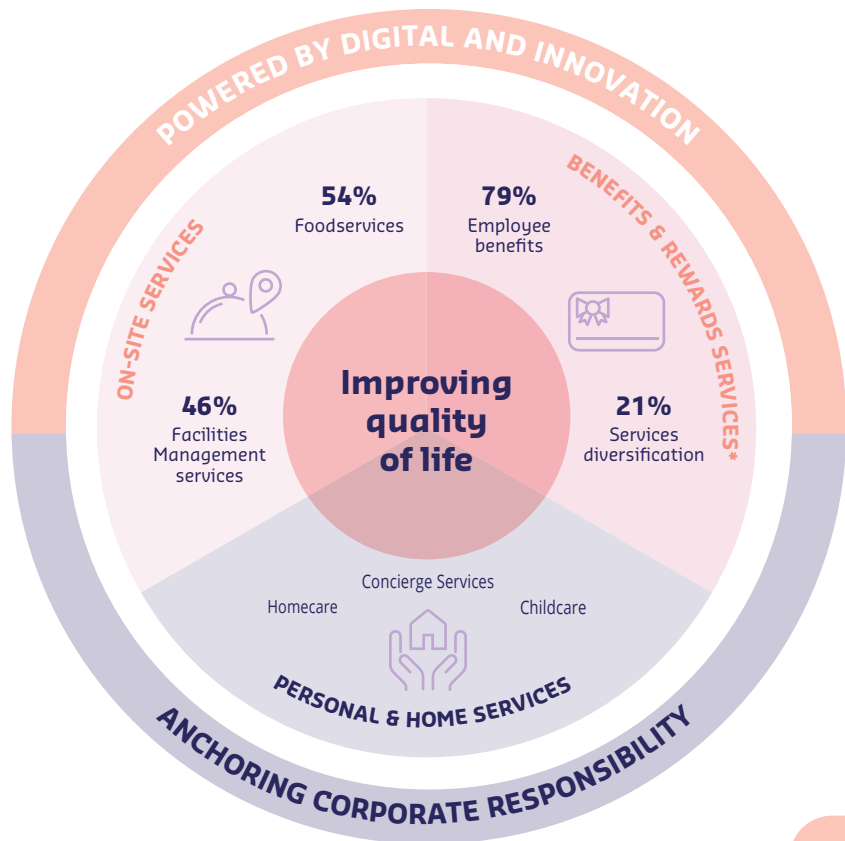 POWERED BY DIGITAL AND INNOVATION
ON-SITE SERVICES
54%
Foodservices
46%
Facilities
Management
services
BENEFITS & REWARDS SERVICES*
79%
Employee
benefits
21%
Services
diversification
Improving
quality
of life
Concierge Services
Homecare
Childcare
PERSONAL & HOME SERVICES
ANCHORING CORPORATE RESPONSIBILITY